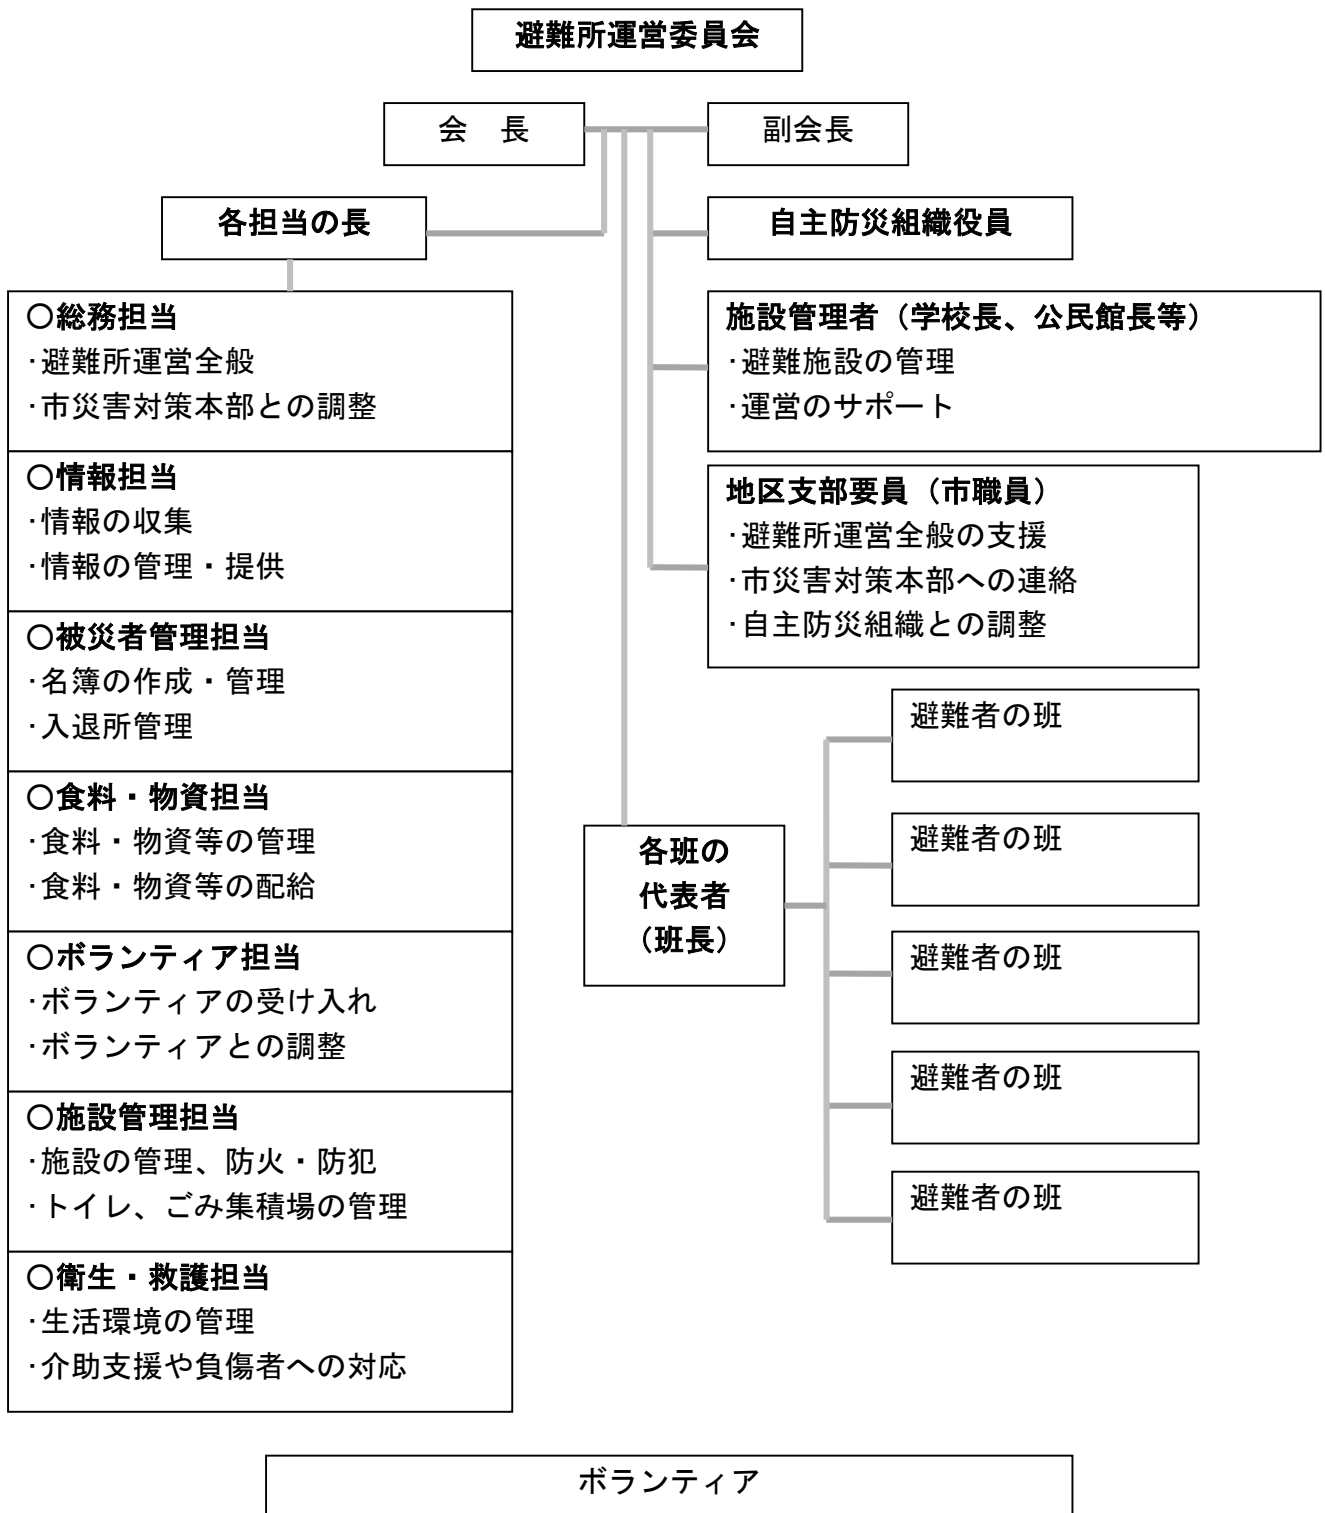 避難所運営委員会
会　長
副会長
各担当の長
自主防災組織役員
〇総務担当
・避難所運営全般
・市災害対策本部との調整
〇情報担当
・情報の収集
・情報の管理・提供
〇被災者管理担当
・名簿の作成・管理
・入退所管理
〇食料・物資担当
・食料・物資等の管理
・食料・物資等の配給
〇ボランティア担当
・ボランティアの受け入れ
・ボランティアとの調整
〇施設管理担当
・施設の管理、防火・防犯
・トイレ、ごみ集積場の管理
〇衛生・救護担当
・生活環境の管理
・介助支援や負傷者への対応
施設管理者（学校長、公民館長等）
・避難施設の管理
・運営のサポート
地区支部要員（市職員）
・避難所運営全般の支援
・市災害対策本部への連絡
・自主防災組織との調整
各班の
代表者
（班長）
避難者の班
避難者の班
避難者の班
避難者の班
避難者の班
ボランティア